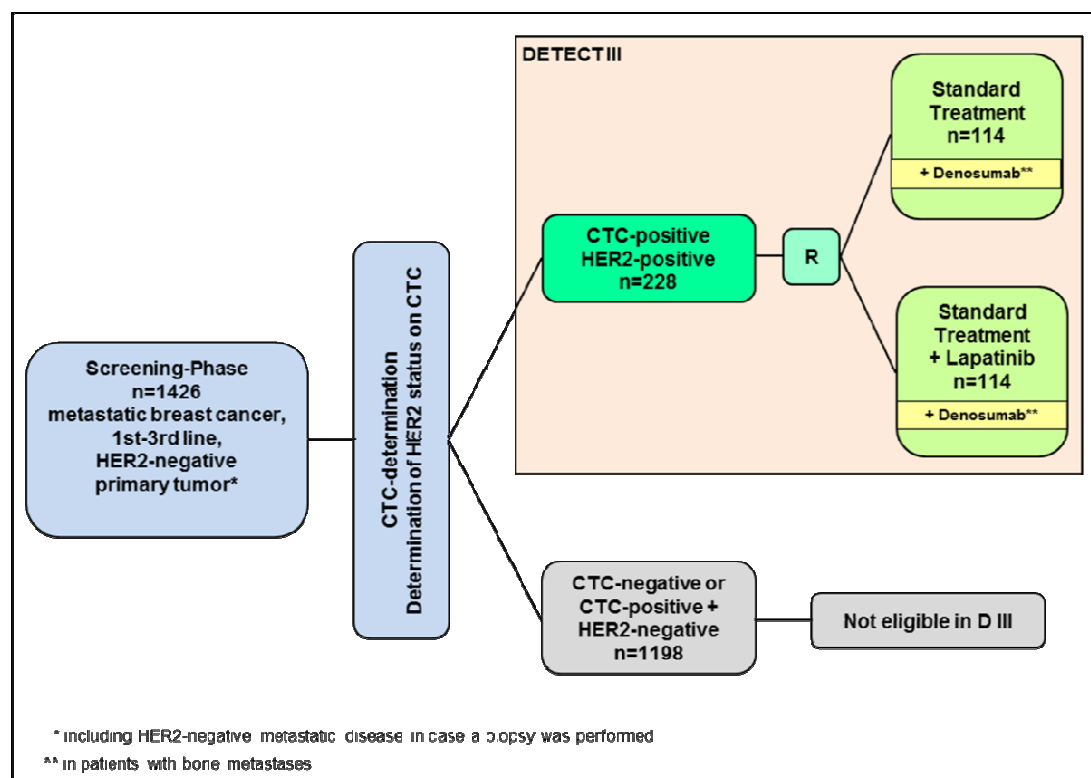 DETECT III
Standard
Treatment
n=114
+ Denosumab**
CTC-positive
HER2-positive
n=228
R
Standard
Treatment
+ Lapatinib
n=114
+ Denosumab**
Screening-Phase
n=1426
metastatic breast cancer,
1st-3rd line,
HER2-negative
primary tumor*
CTC-determination
Determination of HER2 status on CTC
CTC-negative or
CTC-positive +
HER2-negative
n=1198
Not eligible in D III
* including HER2-negative metastatic disease in case a biopsy was performed
** in patients with bone metastases